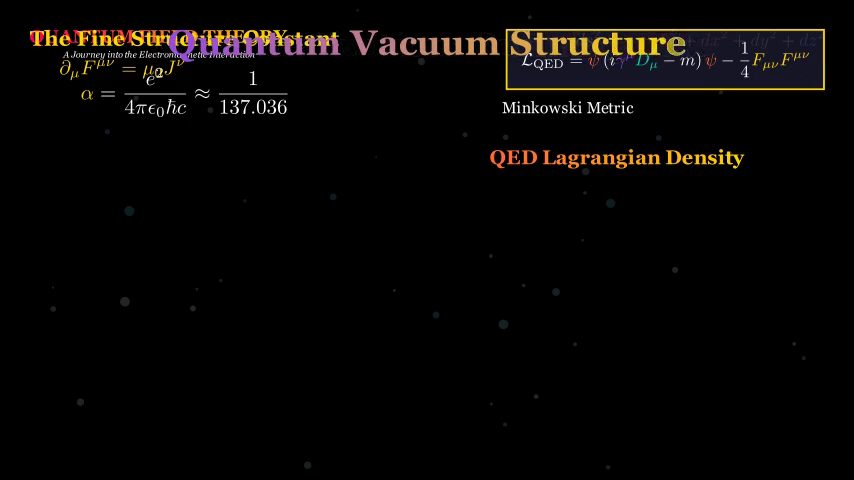 Quantum Vacuum Structure
QUANTUM FIELD THEORY
The Fine Structure Constant
A Journey into the Electromagnetic Interaction
∂_μ F^{μν} = μ_0 J^ν
α = e² / 4πϵ_0ħc ≈ 1 / 137.036
ℒ_QED = ψ̄ (ιγ^μ D_μ − m) ψ − 1/4 F_{μν} F^{μν}
Minkowski Metric
QED Lagrangian Density